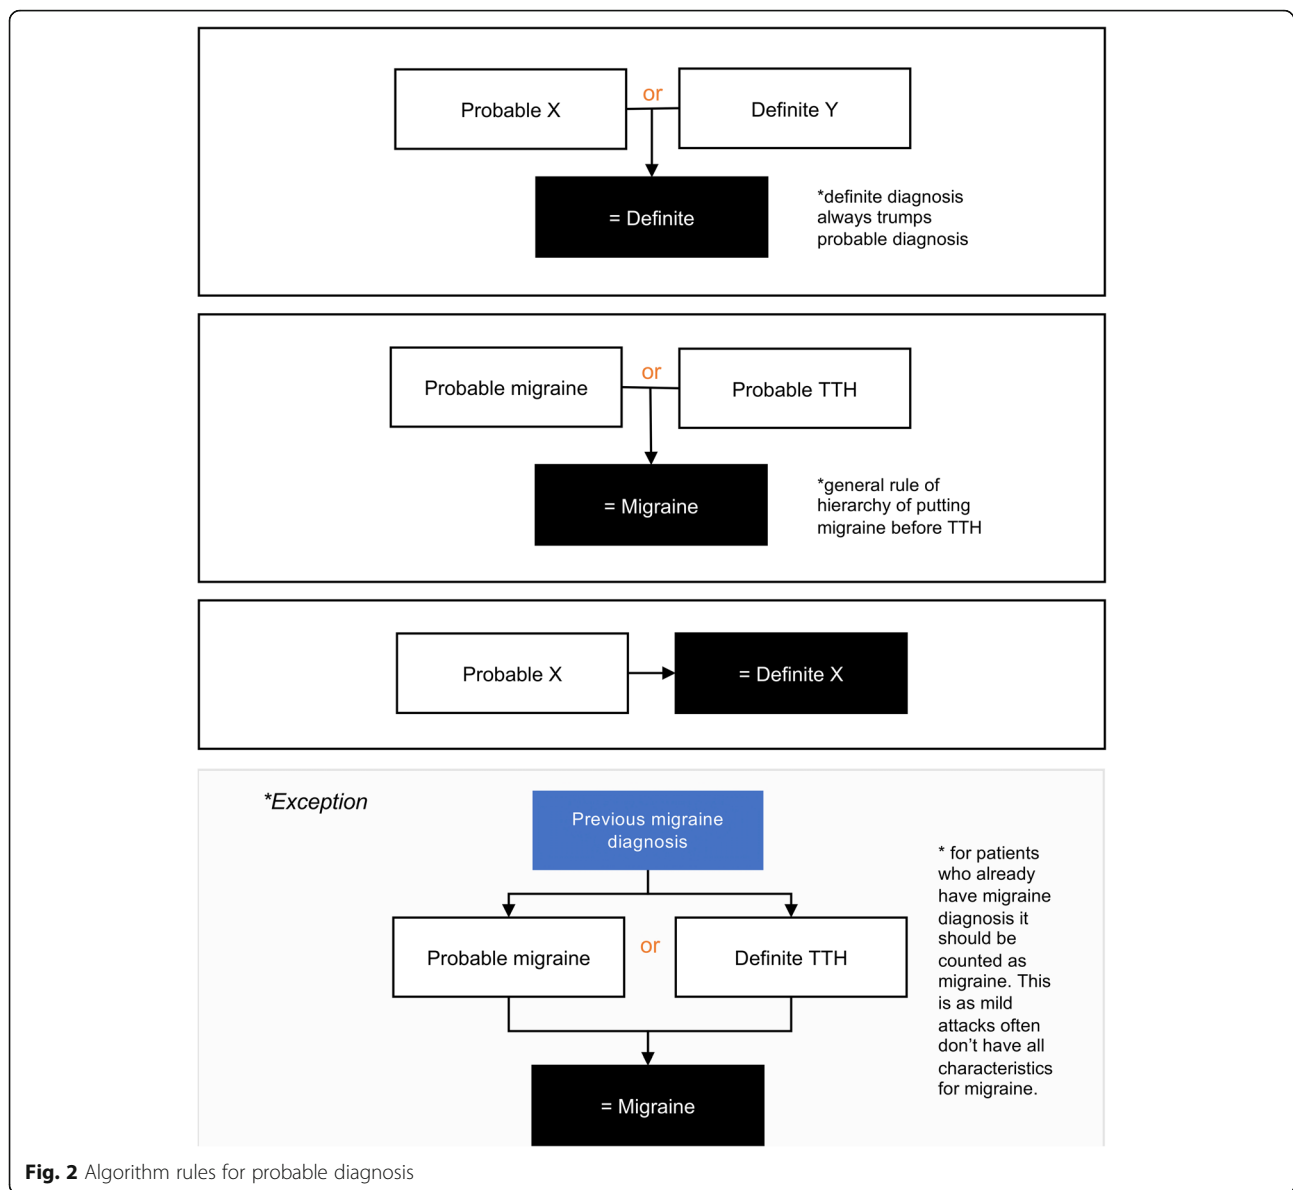 Probable X
or
Definite Y
= Definite
*definite diagnosis
always trumps
probable diagnosis
Probable migraine
or
Probable TTH
= Migraine
*general rule of
hierarchy of putting
migraine before TTH
Probable X
= Definite X
*Exception
Previous migraine
diagnosis
Probable migraine
or
Definite TTH
= Migraine
* for patients
who already
have migraine
diagnosis it
should be
counted as
migraine. This
is as mild
attacks often
don't have all
characteristics
for migraine.
Fig. 2 Algorithm rules for probable diagnosis